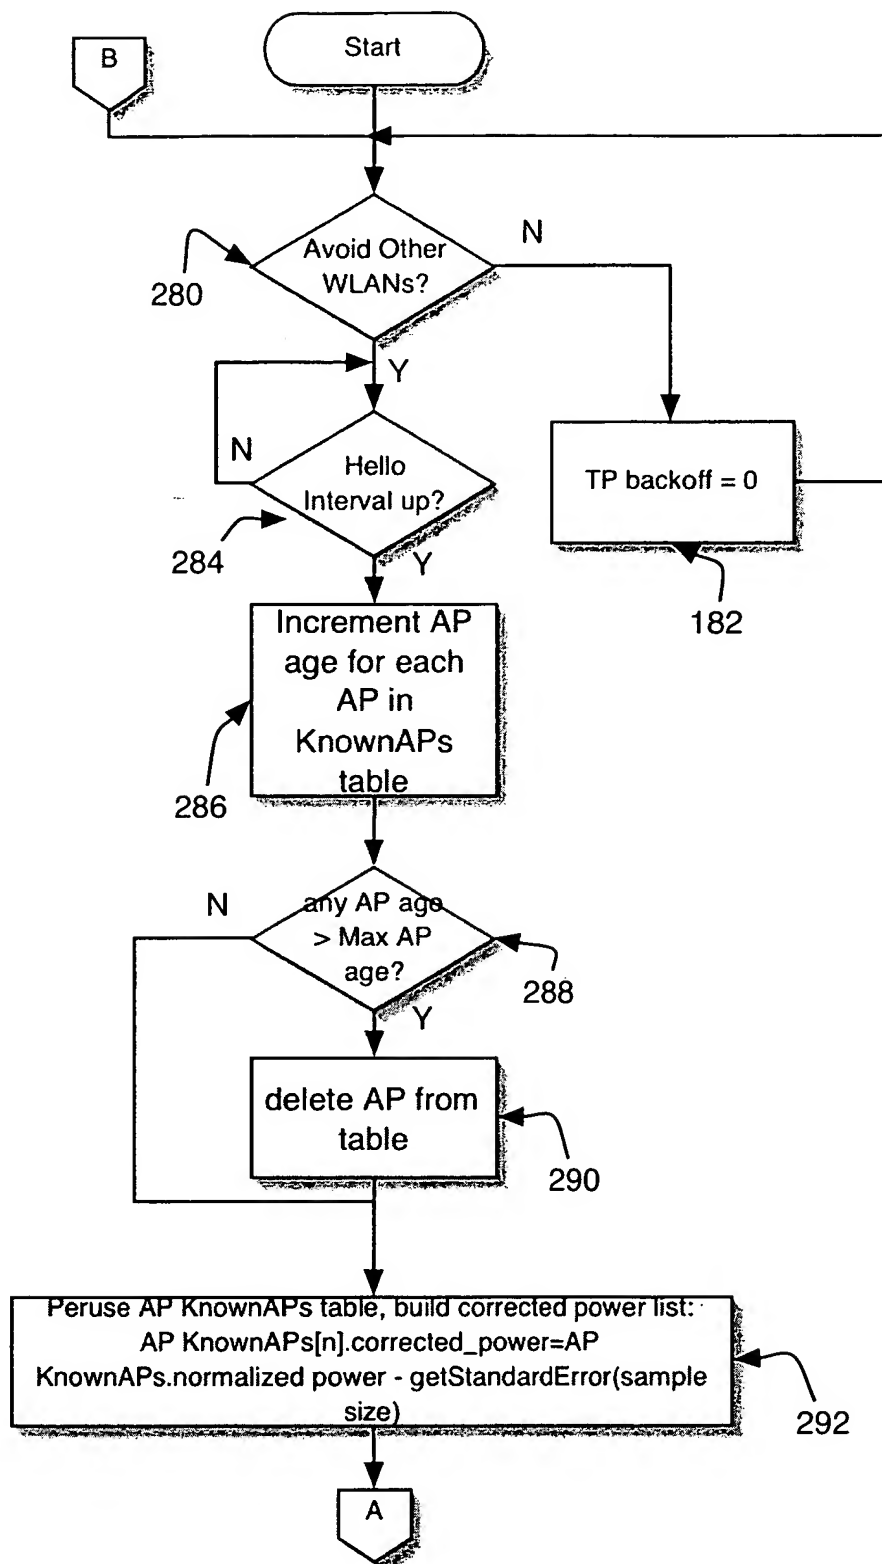 B
Start
Avoid Other
WLANs?
N
280
Y
N
Hello
Interval up?
TP backoff = 0
284
Y
182
Increment AP
age for each
AP in
KnownAPs
table
286
N
any AP age
> Max AP
age?
288
Y
delete AP from
table
290
Peruse AP KnownAPs table, build corrected power list:
AP KnownAPs[n].corrected_power=AP
KnownAPs.normalized power - getStandardError(sample
size)
292
A